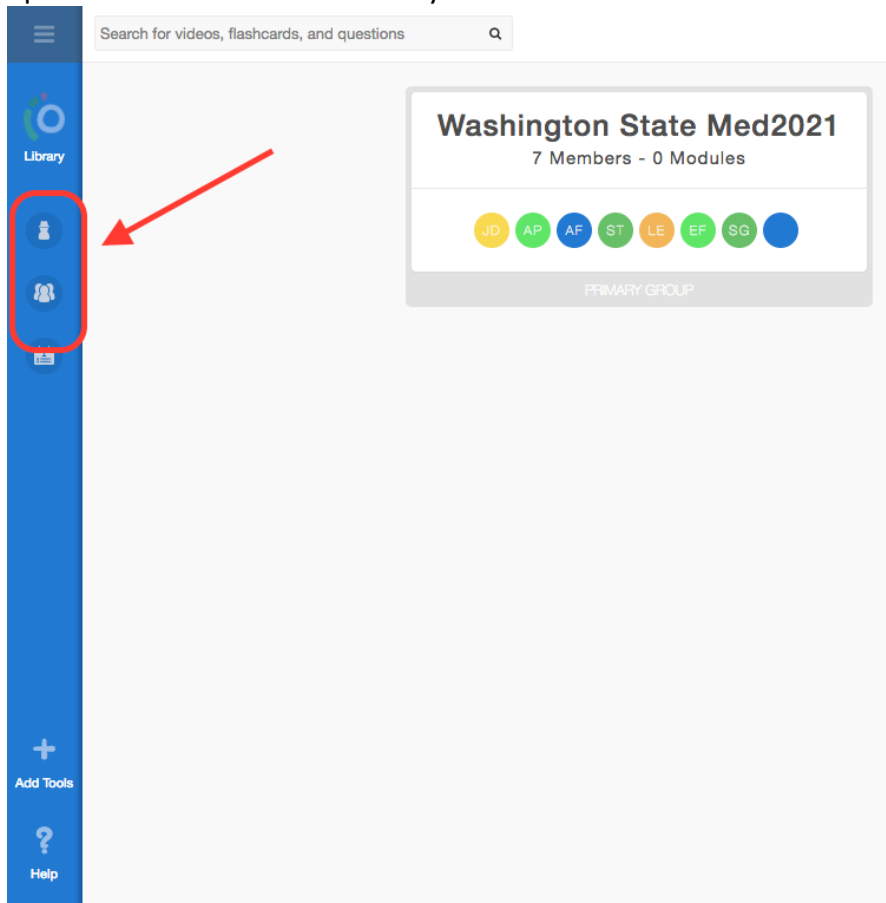 Search for videos, flashcards, and questions
Library
Washington State Med2021
7 Members - 0 Modules
JD AP AF ST LE EF SG
PRIMARY GROUP
Add Tools
Help